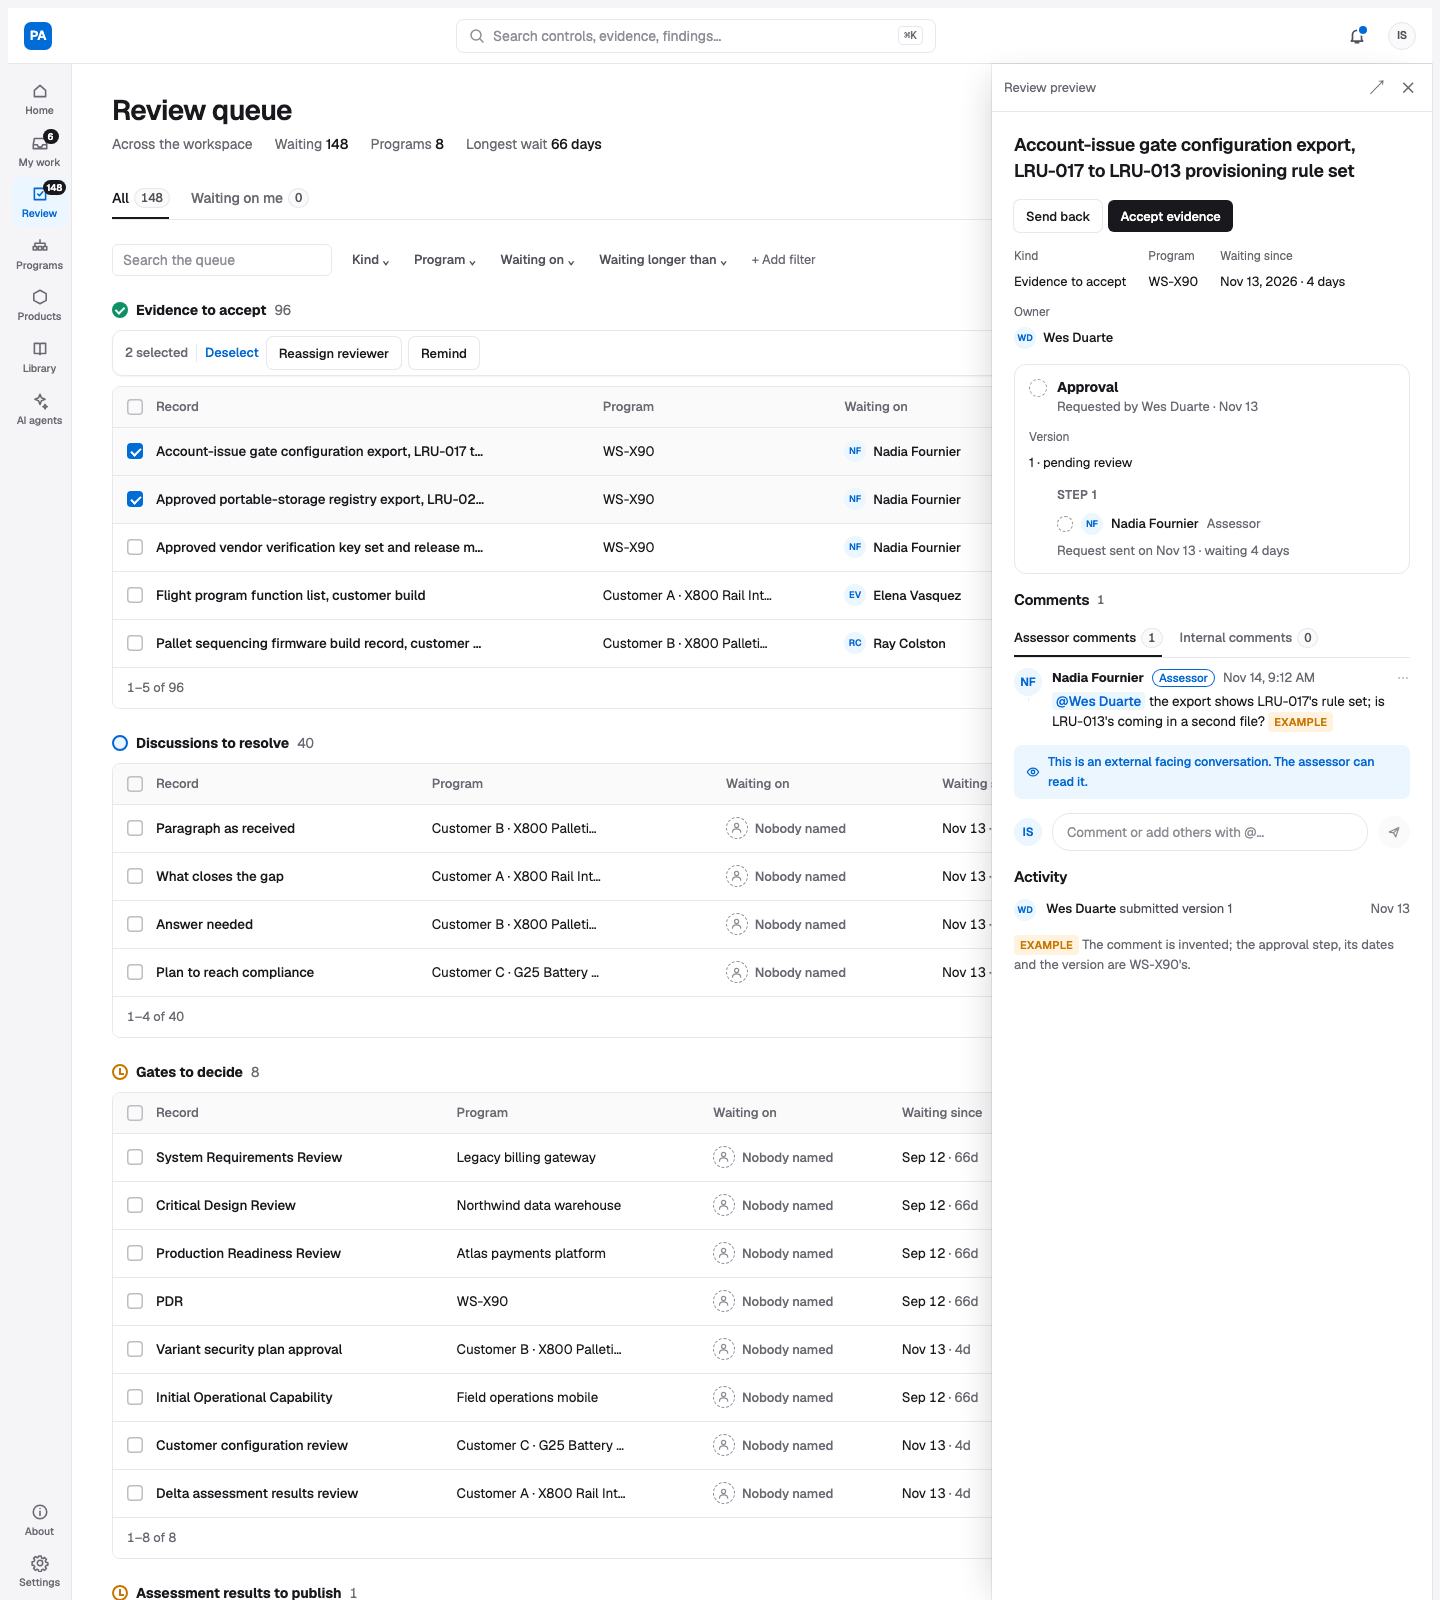 PA
Search controls, evidence, findings...
⌘K
IS
Home
6
My work
148
Review
Programs
Products
Library
AI agents
About
Settings
Review queue
Across the workspace Waiting 148 Programs 8 Longest wait 66 days
All 148 Waiting on me 0
Search the queue Kind Program Waiting on Waiting longer than + Add filter
Evidence to accept 96
2 selected Deselect Reassign reviewer Remind
Record Program Waiting on
Account-issue gate configuration export, LRU-017 t... WS-X90 NF Nadia Fournier
Approved portable-storage registry export, LRU-02... WS-X90 NF Nadia Fournier
Approved vendor verification key set and release m... WS-X90 NF Nadia Fournier
Flight program function list, customer build Customer A · X800 Rail Int... EV Elena Vasquez
Pallet sequencing firmware build record, customer ... Customer B · X800 Palleti... RC Ray Colston
1–5 of 96
Discussions to resolve 40
Record Program Waiting on Waiting
Paragraph as received Customer B · X800 Palleti... Nobody named Nov 13 ·
What closes the gap Customer A · X800 Rail Int... Nobody named Nov 13 ·
Answer needed Customer B · X800 Palleti... Nobody named Nov 13 ·
Plan to reach compliance Customer C · G25 Battery ... Nobody named Nov 13 ·
1–4 of 40
Gates to decide 8
Record Program Waiting on Waiting since
System Requirements Review Legacy billing gateway Nobody named Sep 12 · 66d
Critical Design Review Northwind data warehouse Nobody named Sep 12 · 66d
Production Readiness Review Atlas payments platform Nobody named Sep 12 · 66d
PDR WS-X90 Nobody named Sep 12 · 66d
Variant security plan approval Customer B · X800 Palleti... Nobody named Nov 13 · 4d
Initial Operational Capability Field operations mobile Nobody named Sep 12 · 66d
Customer configuration review Customer C · G25 Battery ... Nobody named Nov 13 · 4d
Delta assessment results review Customer A · X800 Rail Int... Nobody named Nov 13 · 4d
1–8 of 8
Assessment results to publish 1
Review preview
Account-issue gate configuration export,
LRU-017 to LRU-013 provisioning rule set
Send back Accept evidence
Kind Program Waiting since
Evidence to accept WS-X90 Nov 13, 2026 · 4 days
Owner
WD Wes Duarte
Approval
Requested by Wes Duarte · Nov 13
Version
1 · pending review
STEP 1
NF Nadia Fournier Assessor
Request sent on Nov 13 · waiting 4 days
Comments 1
Assessor comments 1 Internal comments 0
NF Nadia Fournier Assessor Nov 14, 9:12 AM ...
@Wes Duarte the export shows LRU-017's rule set; is
LRU-013's coming in a second file? EXAMPLE
This is an external facing conversation. The assessor can
read it.
IS Comment or add others with @...
Activity
WD Wes Duarte submitted version 1 Nov 13
EXAMPLE The comment is invented; the approval step, its dates
and the version are WS-X90's.